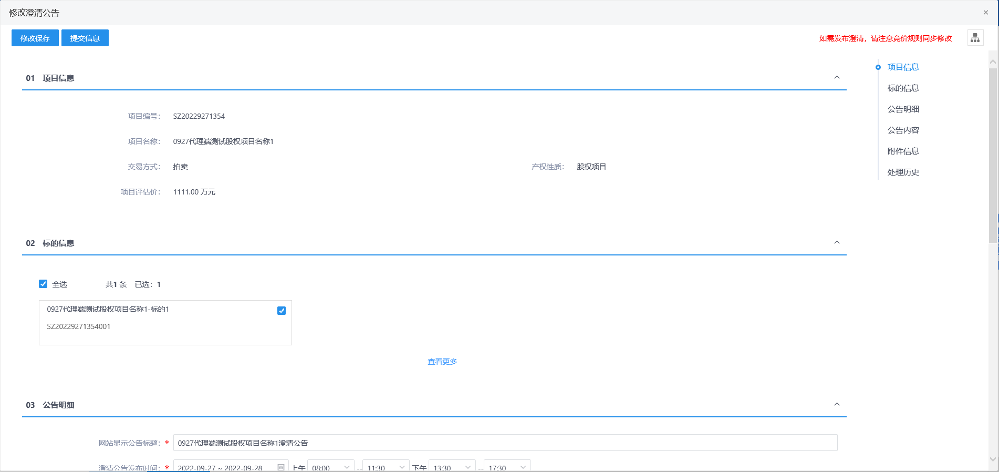 修改澄清公告
修改保存 提交信息 如需发布澄清，请注意竞价规则同步修改
01 项目信息
项目编号： SZ20229271354
项目名称： 0927代理端测试股权项目名称1
交易方式： 拍卖 产权性质： 股权项目
项目评估价： 1111.00 万元
02 标的信息
全选 共1 条 已选：1
0927代理端测试股权项目名称1-标的1
SZ20229271354001
查看更多
03 公告明细
网站显示公告标题：* 0927代理端测试股权项目名称1澄清公告
澄清公告发布时间：* 2022-09-27 ~ 2022-09-28 上午 08:00 -- 11:30 下午 13:30 -- 17:30
项目信息
标的信息
公告明细
公告内容
附件信息
处理历史